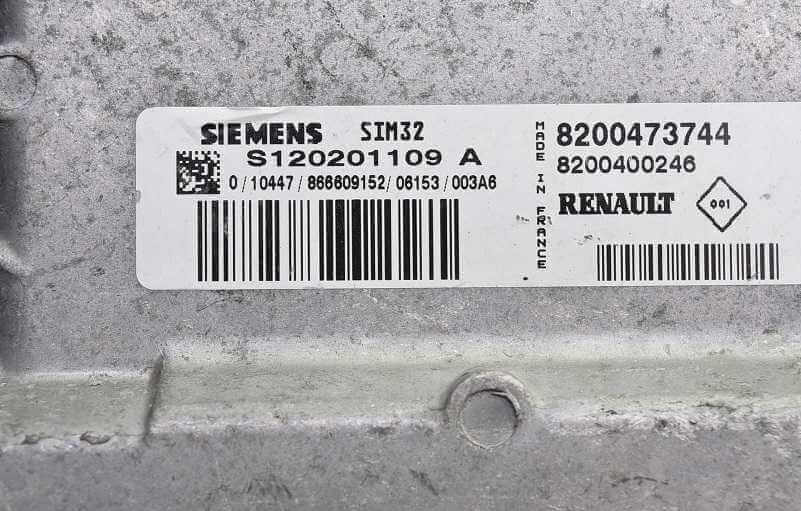 SIEMENS SIM32
S120201109 A
0/10447/866609152/06153/003A6
MADE IN FRANCE
8200473744
8200400246
RENAULT 001